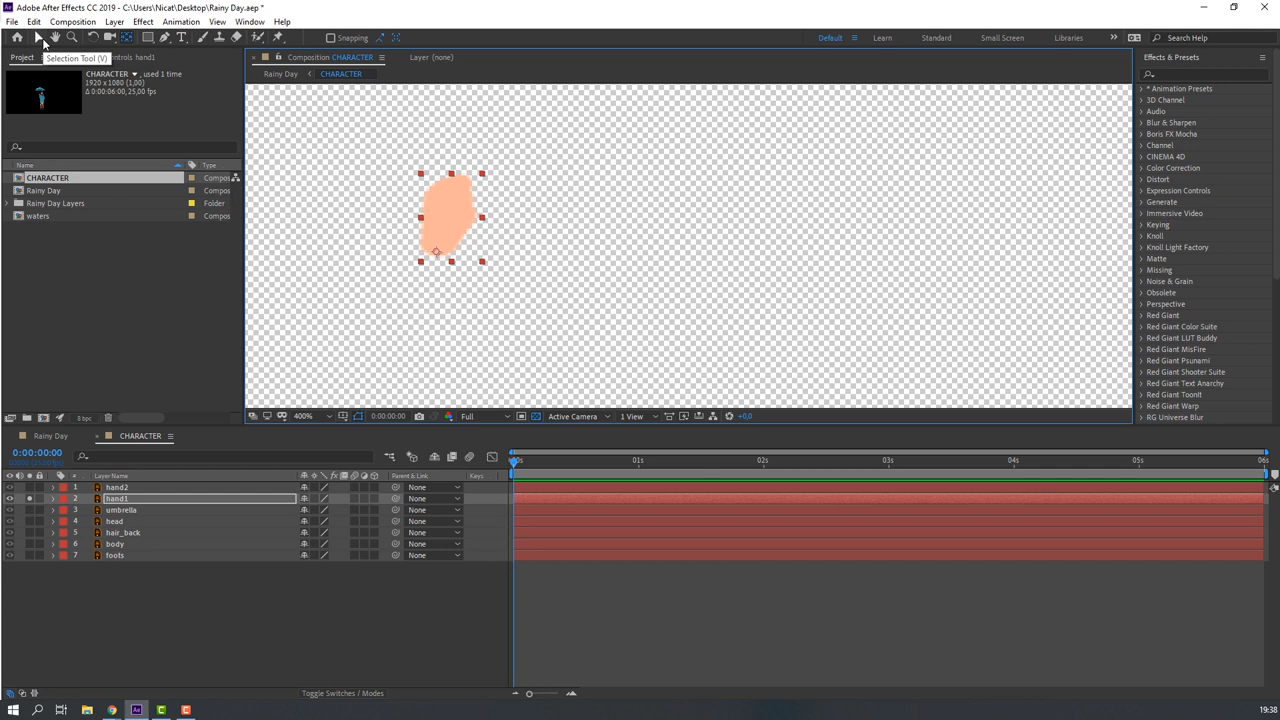 Adobe After Effects CC 2019 - C:\Users\Nicat\Desktop\Rainy Day.aep *
File Edit Composition Layer Effect Animation View Window Help
Snapping
Default Learn Small Screen Libraries Search Help
Selection Tool (V)
Project
ntrols hand1
Composition CHARACTER
Layer (none)
Effects & Presets
Rainy Day CHARACTER
CHARACTER , used 1 time
1920 x 1080 (1,00)
Δ 0:00:06:00, 25,00 fps
Name Type
CHARACTER Compos
Rainy Day Compos
Rainy Day Layers Folder
waters Compos
* Animation Presets
3D Channel
Audio
Blur & Sharpen
Boris FX Mocha
Channel
CINEMA 4D
Color Correction
Distort
Expression Controls
Generate
Immersive Video
Keying
Knoll
Knoll Light Factory
Matte
Missing
Noise & Grain
Obsolete
Perspective
Red Giant
Red Giant Color Suite
Red Giant LUT Buddy
Red Giant MisFire
Red Giant Psunami
Red Giant Shooter Suite
Red Giant Text Anarchy
Red Giant ToonIt
Red Giant Warp
RG Universe Blur
8 bpc
400% 0:00:00:00 Full Active Camera 1 View +0,0
Rainy Day CHARACTER
0:00:00:00
# Layer Name Parent & Link Keys
:00s 01s 02s 03s 04s 05s 06s
1 hand2 None
2 hand1 None
3 umbrella None
4 head None
5 hair_back None
6 body None
7 foots None
Toggle Switches / Modes
19:38